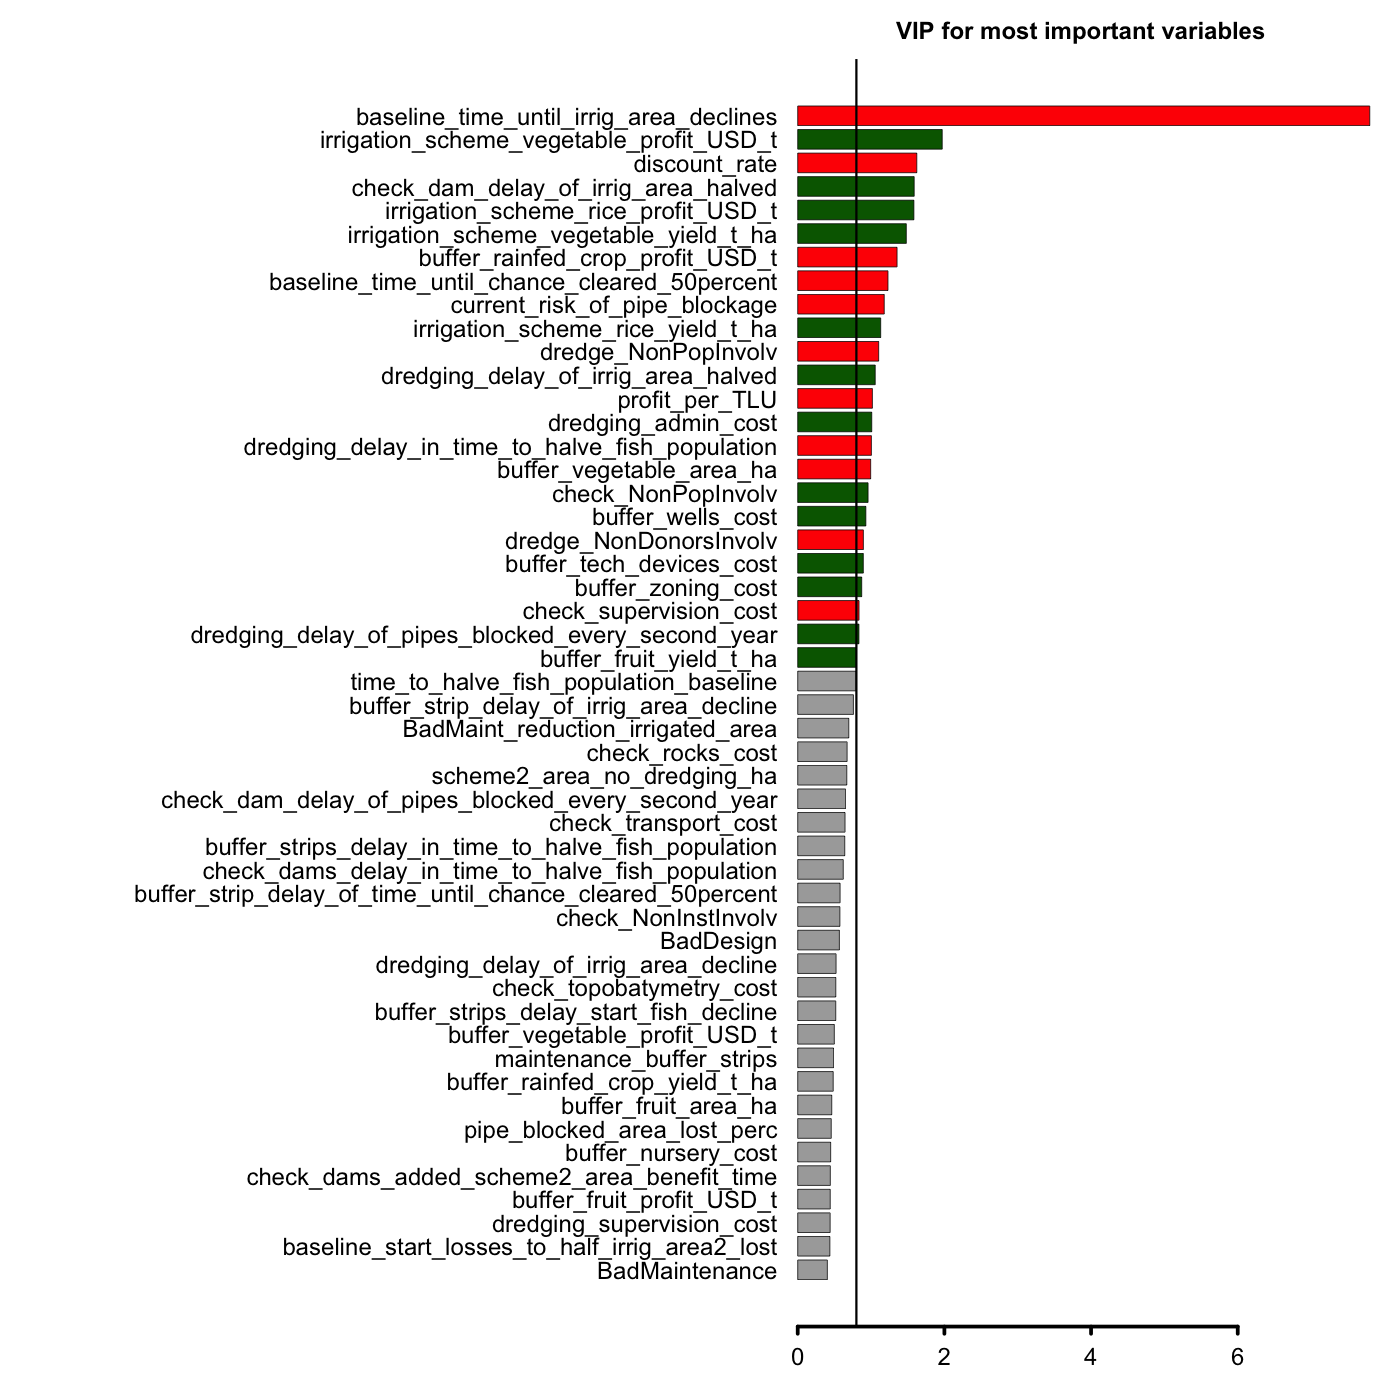 VIP for most important variables
baseline_time_until_irrig_area_declines
irrigation_scheme_vegetable_profit_USD_t
discount_rate
check_dam_delay_of_irrig_area_halved
irrigation_scheme_rice_profit_USD_t
irrigation_scheme_vegetable_yield_t_ha
buffer_rainfed_crop_profit_USD_t
baseline_time_until_chance_cleared_50percent
current_risk_of_pipe_blockage
irrigation_scheme_rice_yield_t_ha
dredge_NonPopInvolv
dredging_delay_of_irrig_area_halved
profit_per_TLU
dredging_admin_cost
dredging_delay_in_time_to_halve_fish_population
buffer_vegetable_area_ha
check_NonPopInvolv
buffer_wells_cost
dredge_NonDonorsInvolv
buffer_tech_devices_cost
buffer_zoning_cost
check_supervision_cost
dredging_delay_of_pipes_blocked_every_second_year
buffer_fruit_yield_t_ha
time_to_halve_fish_population_baseline
buffer_strip_delay_of_irrig_area_decline
BadMaint_reduction_irrigated_area
check_rocks_cost
scheme2_area_no_dredging_ha
check_dam_delay_of_pipes_blocked_every_second_year
check_transport_cost
buffer_strips_delay_in_time_to_halve_fish_population
check_dams_delay_in_time_to_halve_fish_population
buffer_strip_delay_of_time_until_chance_cleared_50percent
check_NonInstInvolv
BadDesign
dredging_delay_of_irrig_area_decline
check_topobatymetry_cost
buffer_strips_delay_start_fish_decline
buffer_vegetable_profit_USD_t
maintenance_buffer_strips
buffer_rainfed_crop_yield_t_ha
buffer_fruit_area_ha
pipe_blocked_area_lost_perc
buffer_nursery_cost
check_dams_added_scheme2_area_benefit_time
buffer_fruit_profit_USD_t
dredging_supervision_cost
baseline_start_losses_to_half_irrig_area2_lost
BadMaintenance
0 2 4 6